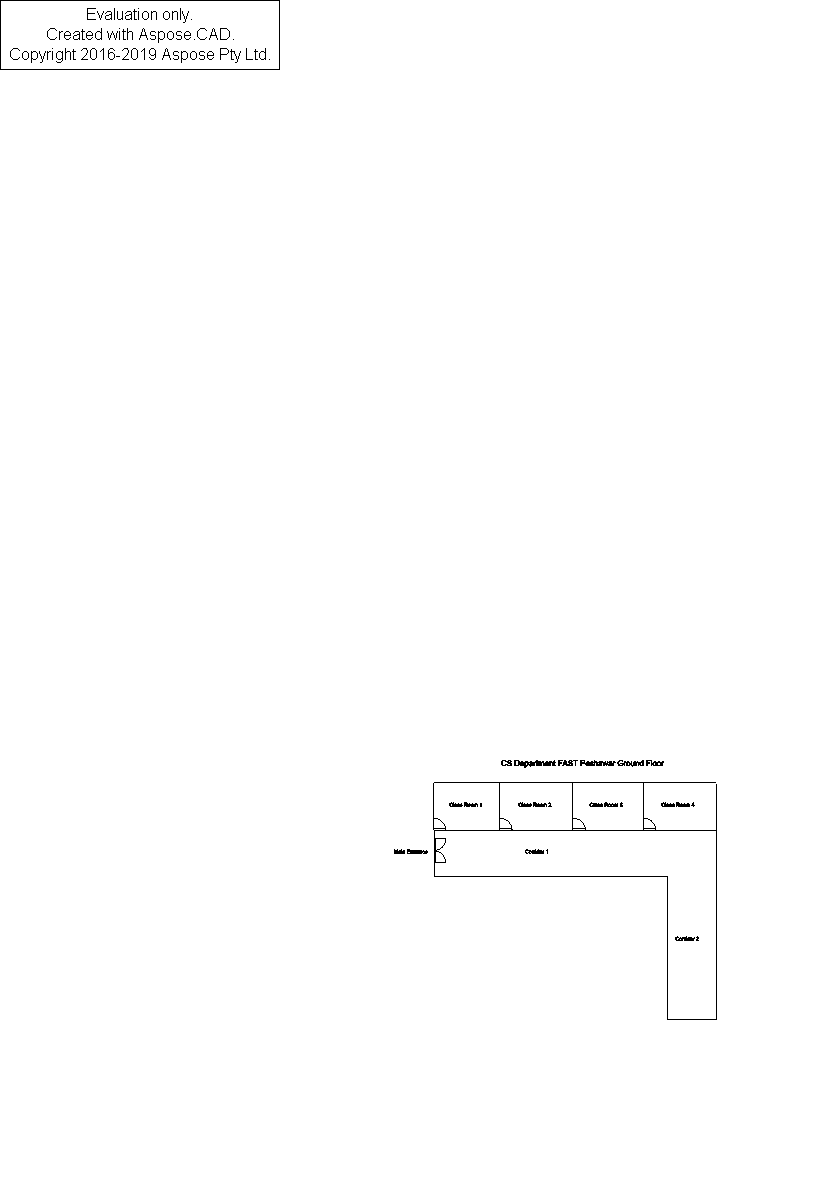 Evaluation only.
Created with Aspose.CAD.
Copyright 2016-2019 Aspose Pty Ltd.
CS Department FAST Peshawar Ground Floor
Class Room 1
Class Room 2
Class Room 3
Class Room 4
Main Entrance
Corridor 1
Corridor 2